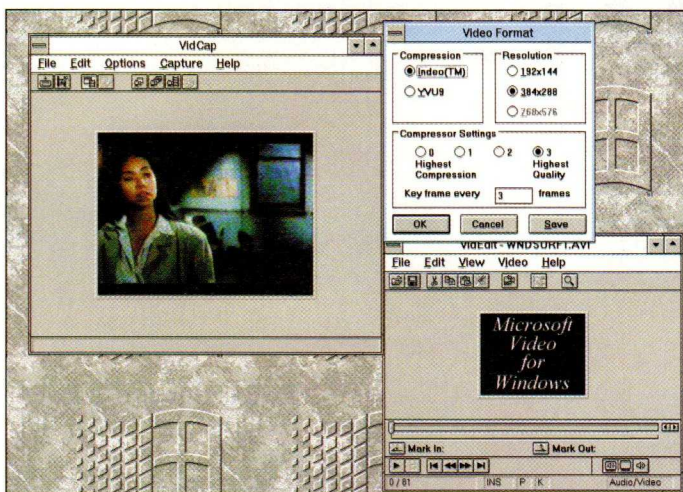 VidCap
File Edit Options Capture Help
Video Format
Compression
Indeo(TM)
YVU9
Resolution
192x144
384x288
768x576
Compressor Settings
0 1 2 3
Highest Compression
Highest Quality
Key frame every 3 frames
OK Cancel Save
VidEdit - WNDSURF1.AVI
File Edit View Video Help
Microsoft
Video
for
Windows
Mark In: Mark Out:
0 / 81 INS P K Audio/Video